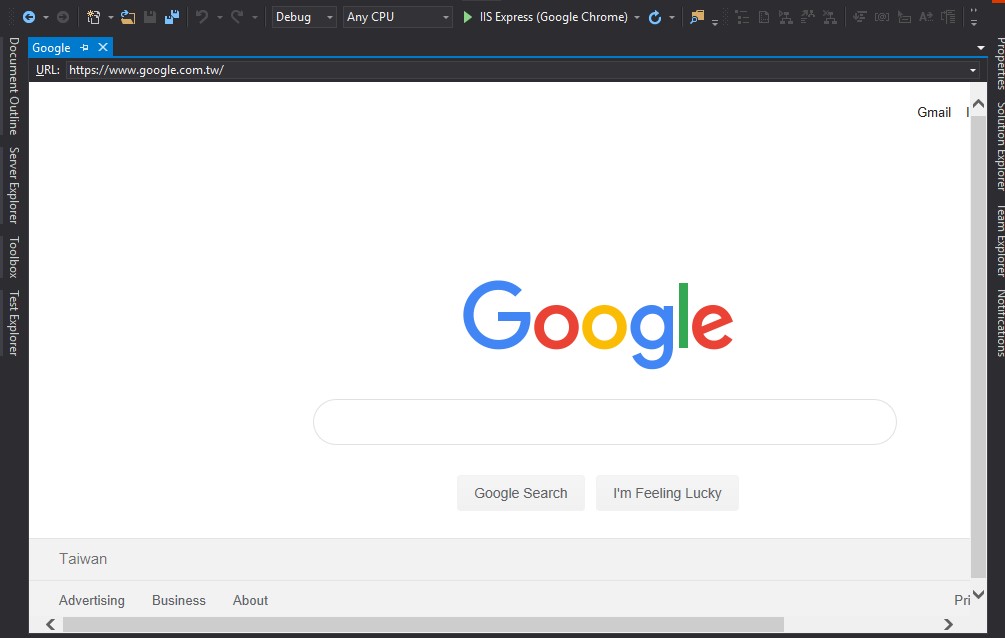 Debug Any CPU IIS Express (Google Chrome)
Google
URL: https://www.google.com.tw/
Document Outline
Server Explorer
Toolbox
Test Explorer
Gmail
Google
Google Search I'm Feeling Lucky
Taiwan
Advertising Business About Pri
Properties
Solution Explorer
Team Explorer
Notifications